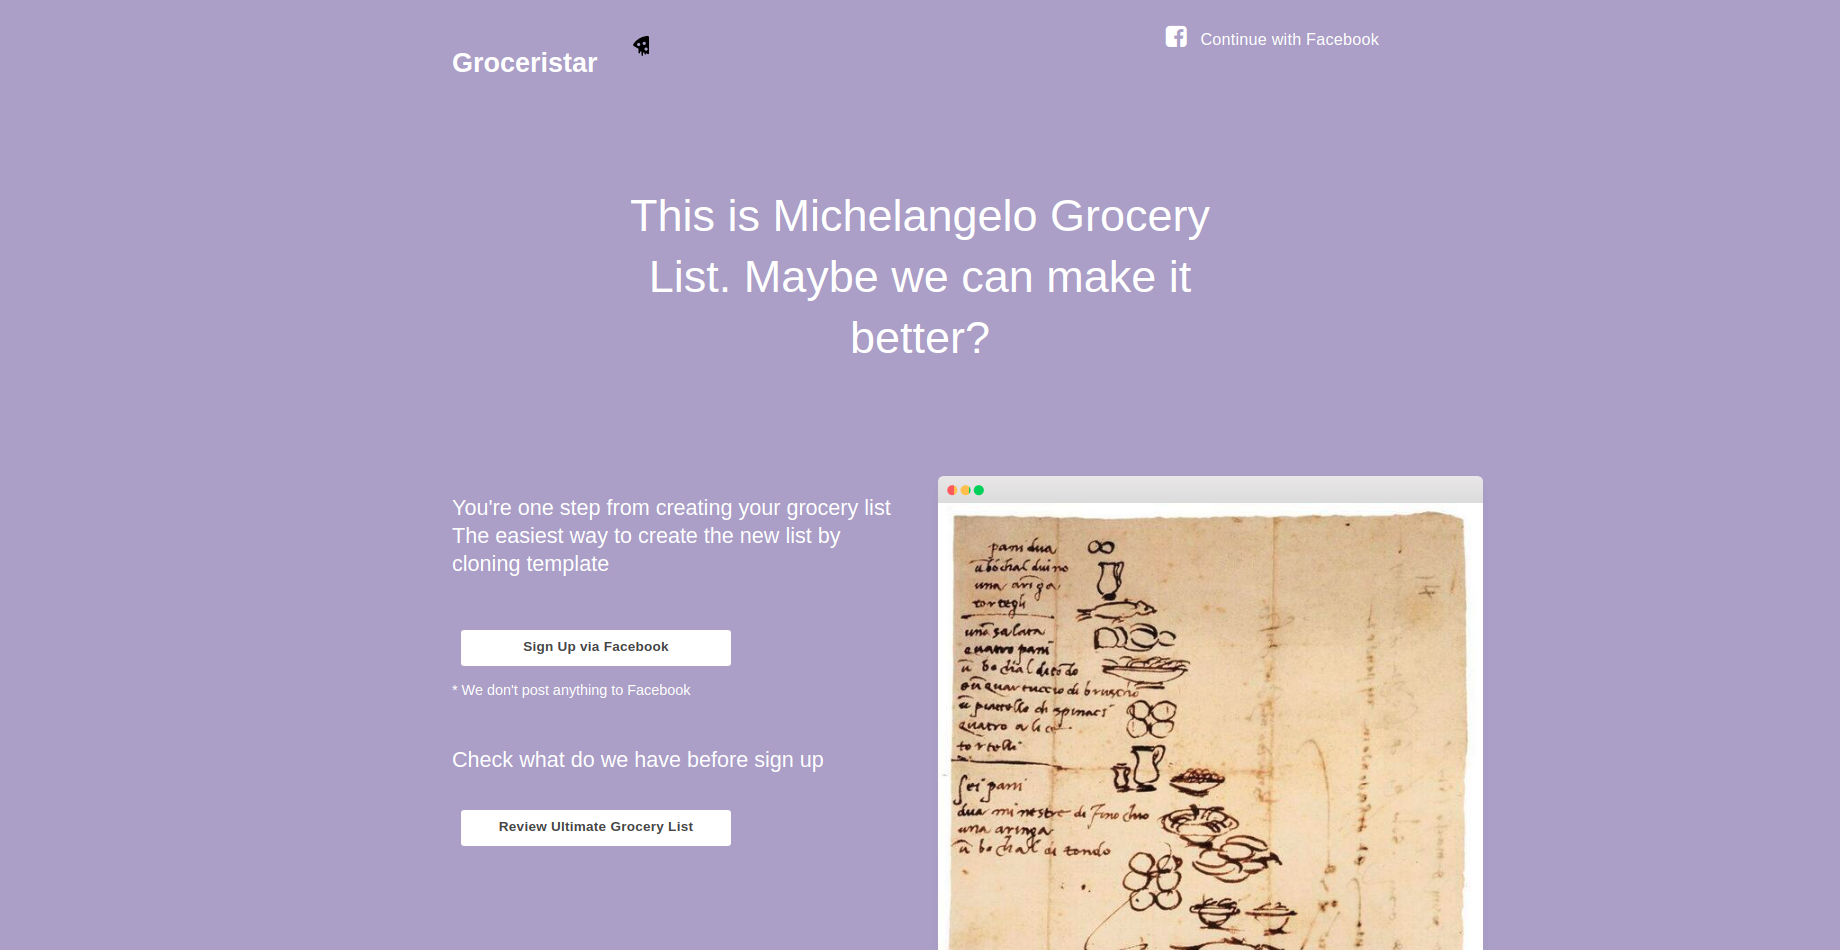 Groceristar
Continue with Facebook
This is Michelangelo Grocery
List. Maybe we can make it
better?
You're one step from creating your grocery list
The easiest way to create the new list by
cloning template
Sign Up via Facebook
* We don't post anything to Facebook
Check what do we have before sign up
Review Ultimate Grocery List
pani dua
u bochal di vino
una aringa
tortegli
una salata
quatro pani
u bochal di tondo
e u quartuccio di bruscho
u piatello di spinaci
quatro alice
tortelli
sei pani
dua minestre di finochio
una aringa
u bochal di tondo